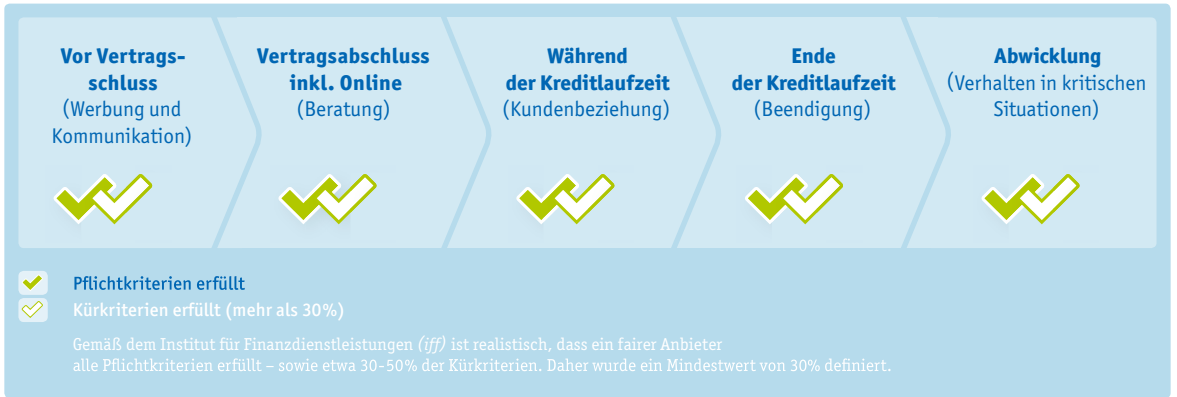 Vor Vertrags-
schluss
(Werbung und
Kommunikation)
Vertragsabschluss
inkl. Online
(Beratung)
Während
der Kreditlaufzeit
(Kundenbeziehung)
Ende
der Kreditlaufzeit
(Beendigung)
Abwicklung
(Verhalten in kritischen
Situationen)
Pflichtkriterien erfüllt
Kürkriterien erfüllt (mehr als 30%)
Gemäß dem Institut für Finanzdienstleistungen (iff) ist realistisch, dass ein fairer Anbieter
alle Pflichtkriterien erfüllt – sowie etwa 30-50% der Kürkriterien. Daher wurde ein Mindestwert von 30% definiert.